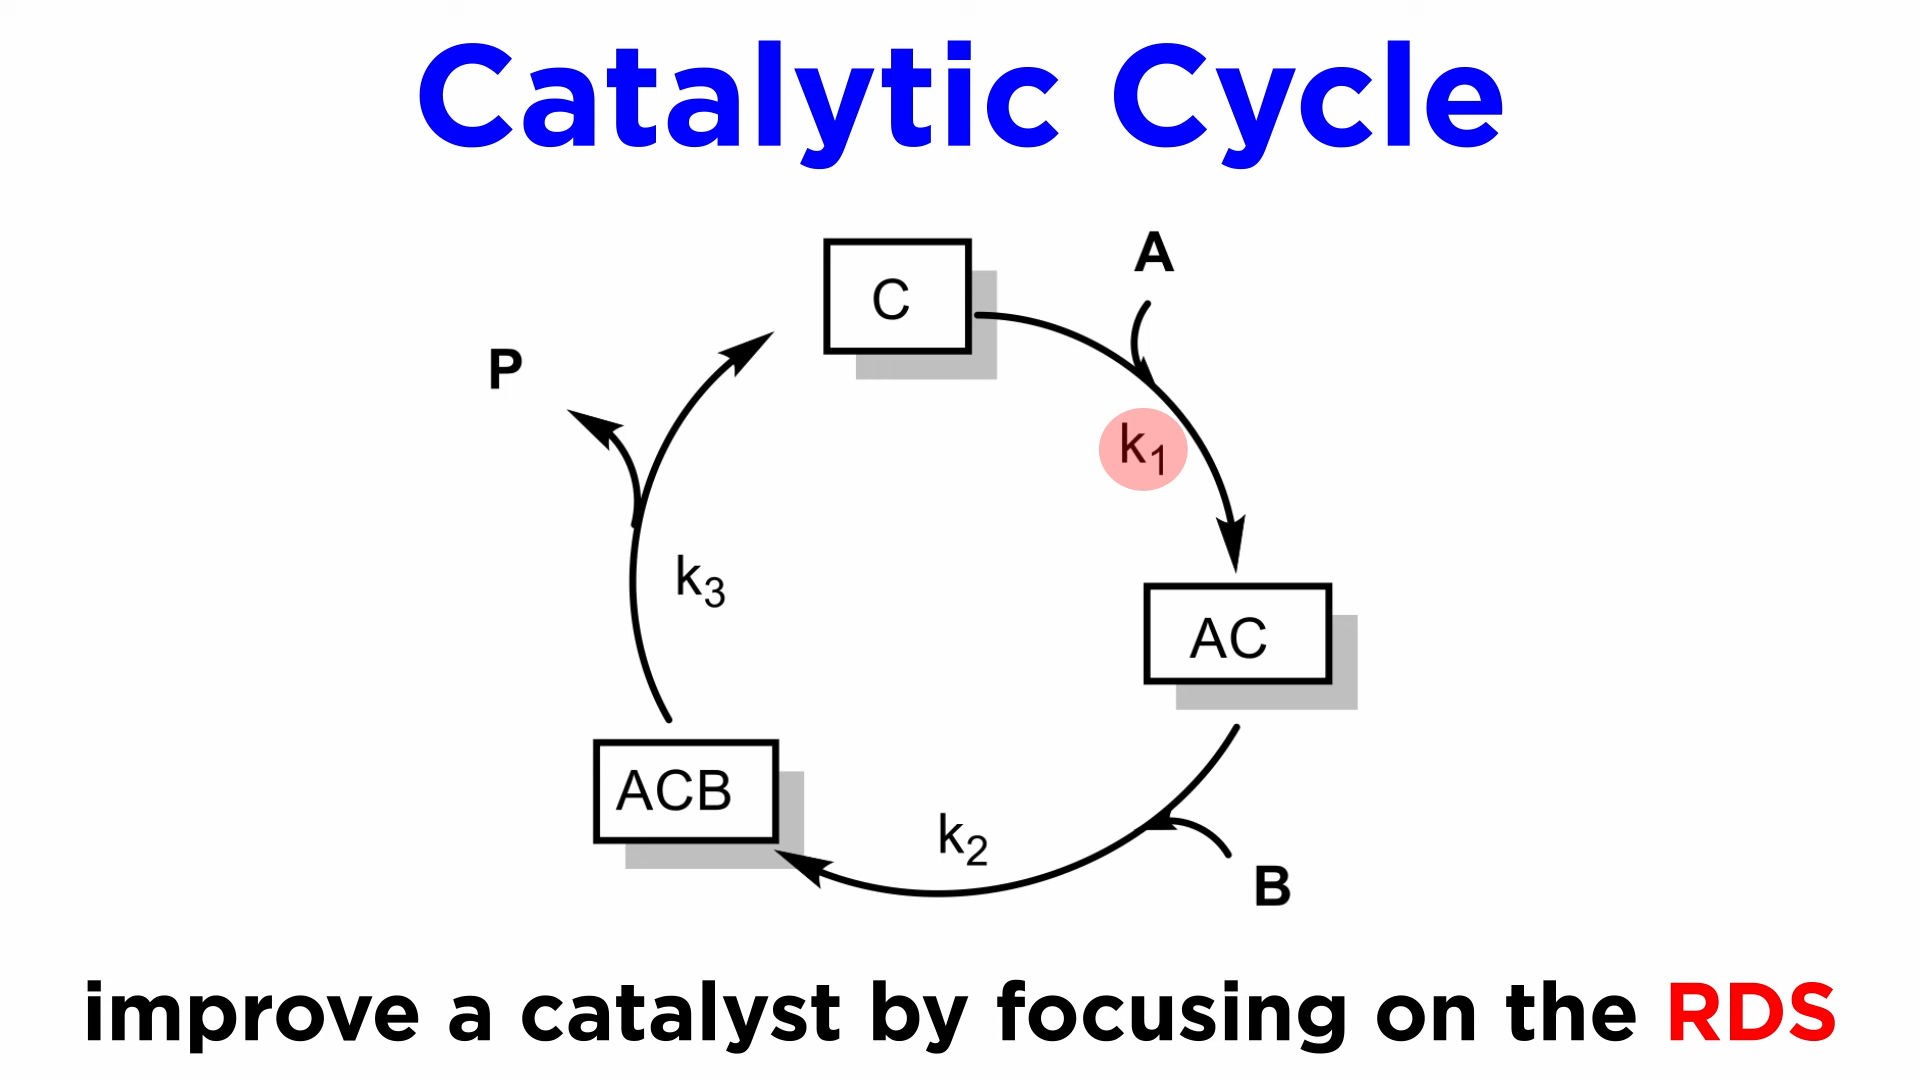 Catalytic Cycle
A
C
P
k1
k3
AC
ACB
k2
B
improve a catalyst by focusing on the RDS